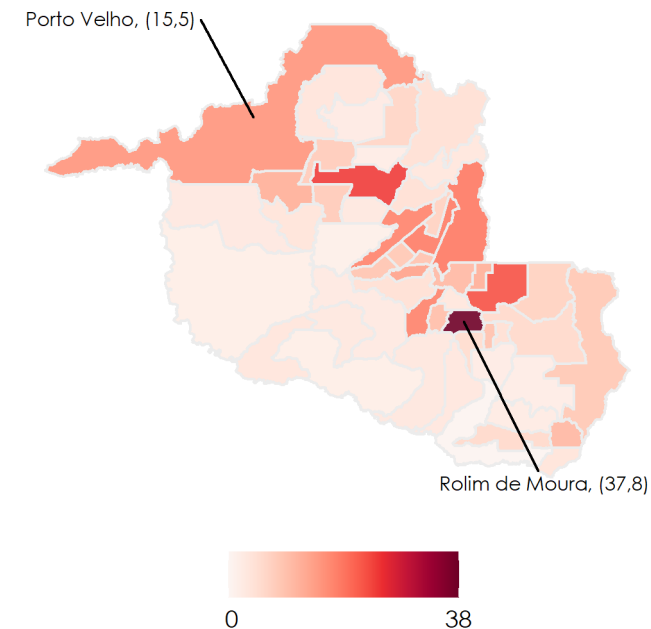 Porto Velho, (15,5)
Rolim de Moura, (37,8)
0 38